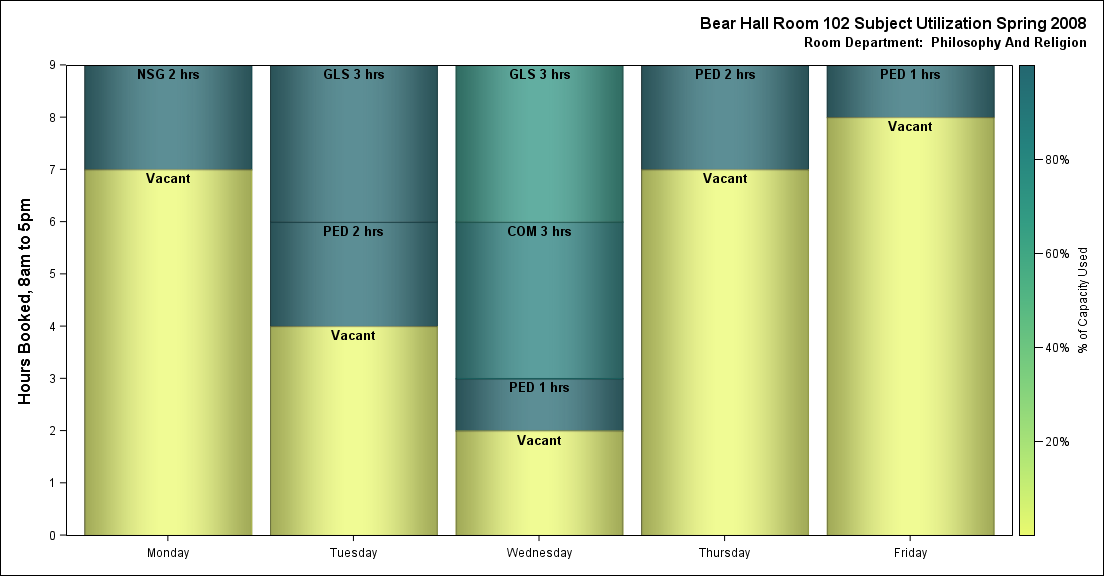 Bear Hall Room 102 Subject Utilization Spring 2008
Room Department: Philosophy And Religion
Hours Booked, 8am to 5pm
9
8
7
6
5
4
3
2
1
0
NSG 2 hrs
Vacant
GLS 3 hrs
PED 2 hrs
Vacant
GLS 3 hrs
COM 3 hrs
PED 1 hrs
Vacant
PED 2 hrs
Vacant
PED 1 hrs
Vacant
Monday
Tuesday
Wednesday
Thursday
Friday
80%
60%
40%
20%
% of Capacity Used